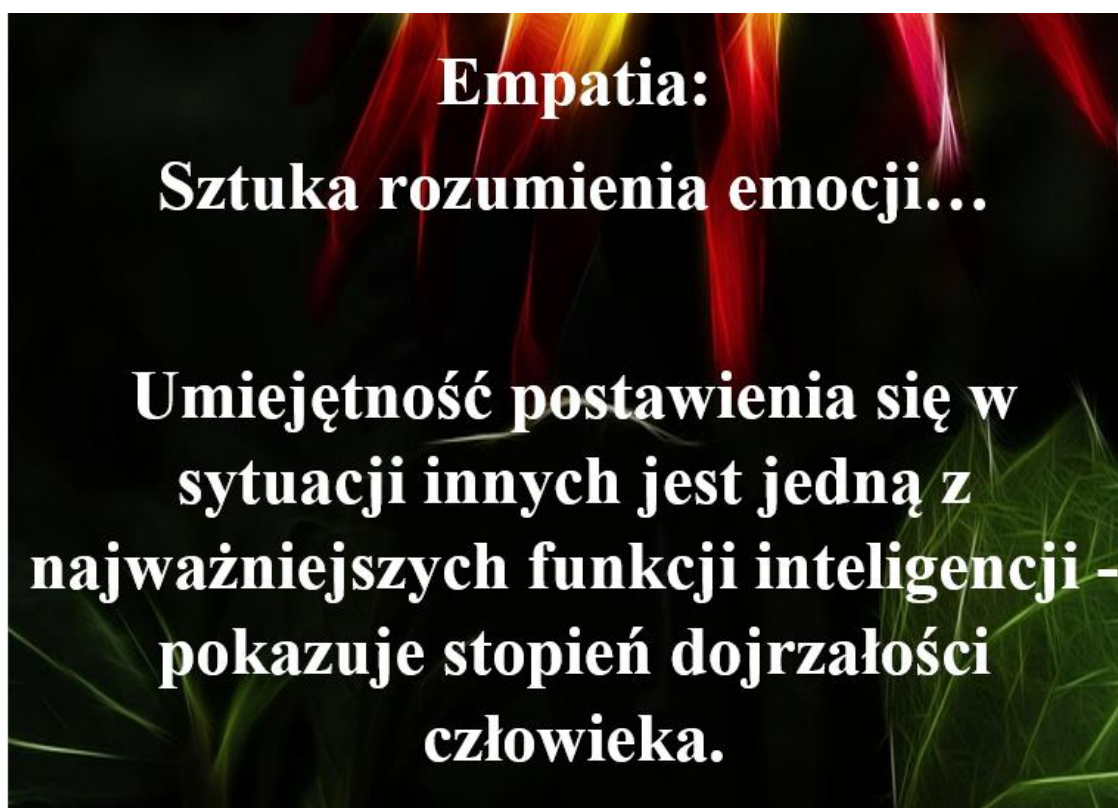 Empatia:
Sztuka rozumienia emocji…
Umiejętność postawienia się w
sytuacji innych jest jedną z
najważniejszych funkcji inteligencji -
pokazuje stopień dojrzałości
człowieka.